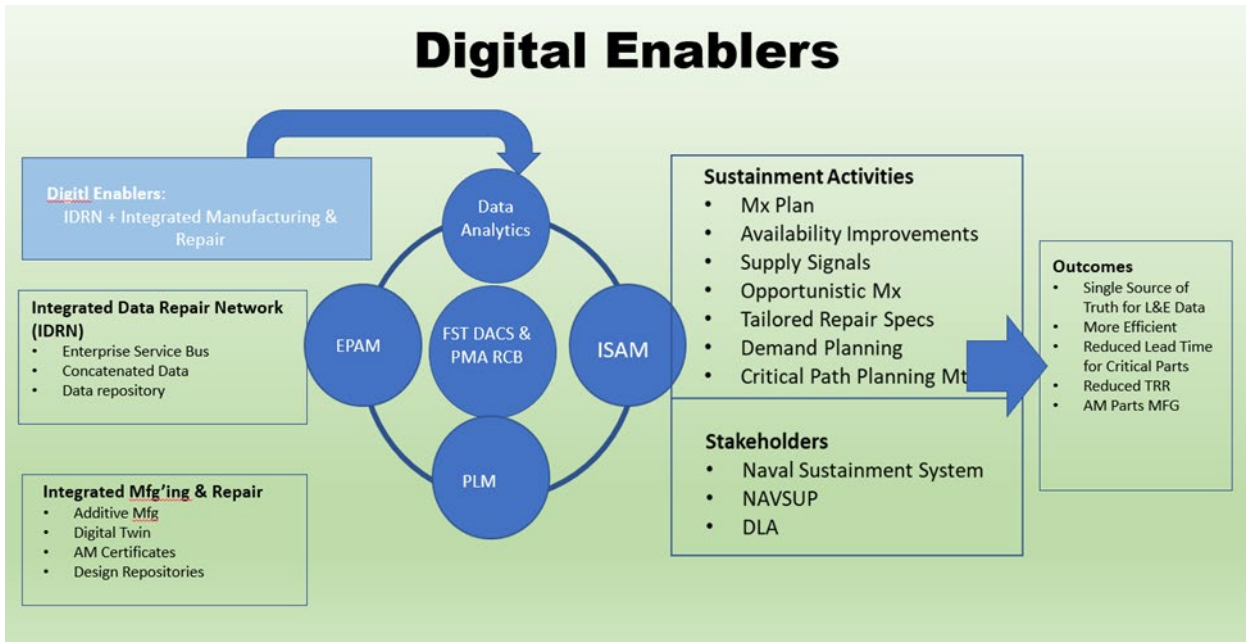 Digital Enablers
Digitl Enablers:
IDRN + Integrated Manufacturing &
Repair
Integrated Data Repair Network
(IDRN)
• Enterprise Service Bus
• Concatenated Data
• Data repository
Integrated Mfg'ing & Repair
• Additive Mfg
• Digital Twin
• AM Certificates
• Design Repositories
Data
Analytics
EPAM
FST DACS &
PMA RCB
ISAM
PLM
Sustainment Activities
• Mx Plan
• Availability Improvements
• Supply Signals
• Opportunistic Mx
• Tailored Repair Specs
• Demand Planning
• Critical Path Planning Mt
Stakeholders
• Naval Sustainment System
• NAVSUP
• DLA
Outcomes
• Single Source of
Truth for L&E Data
• More Efficient
• Reduced Lead Time
for Critical Parts
• Reduced TRR
• AM Parts MFG